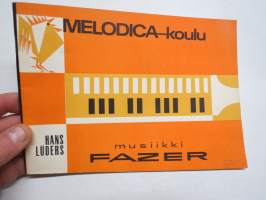 MELODICA-koulu
HANS
LÜDERS
musiikki
FAZER